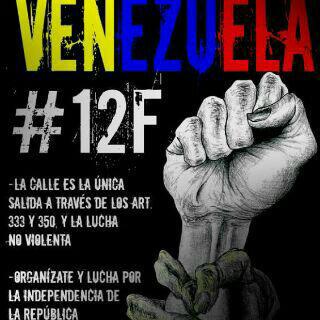 VENEZUELA
#12F
-LA CALLE ES LA ÚNICA
SALIDA A TRAVÉS DE LOS ART.
333 Y 350, Y LA LUCHA
NO VIOLENTA
-ORGANÍZATE Y LUCHA POR
LA INDEPENDENCIA DE
LA REPÚBLICA